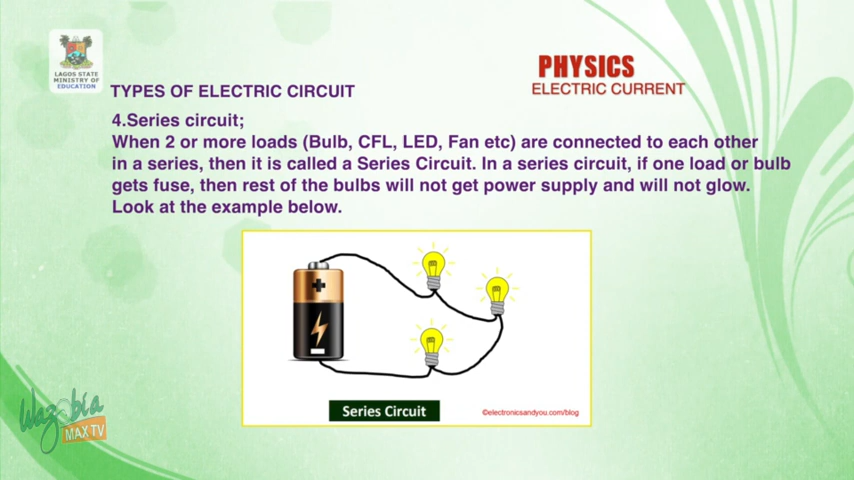 LAGOS STATE
MINISTRY OF
EDUCATION
PHYSICS
ELECTRIC CURRENT
TYPES OF ELECTRIC CIRCUIT
4.Series circuit;
When 2 or more loads (Bulb, CFL, LED, Fan etc) are connected to each other
in a series, then it is called a Series Circuit. In a series circuit, if one load or bulb
gets fuse, then rest of the bulbs will not get power supply and will not glow.
Look at the example below.
Series Circuit
©electronicsandyou.com/blog
Wazobia
MAX TV